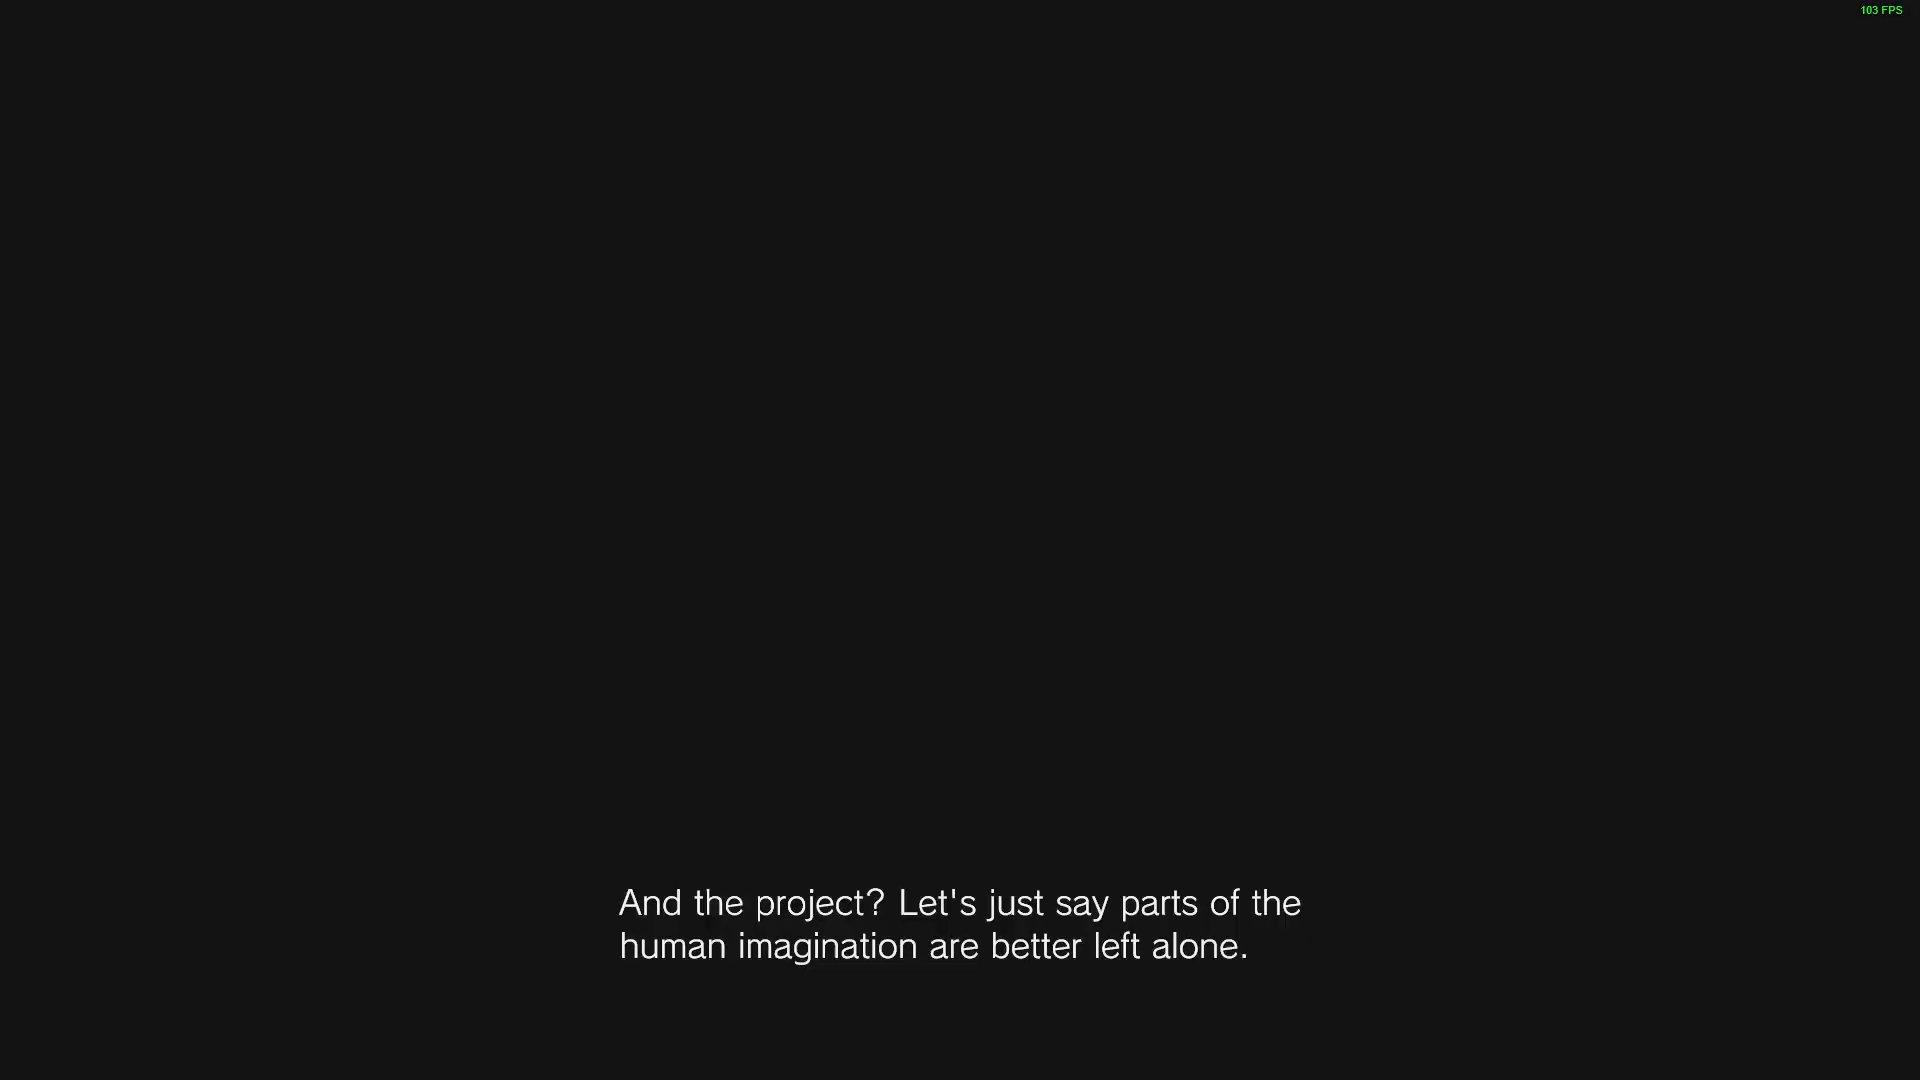 103 FPS
And the project? Let's just say parts of the
human imagination are better left alone.